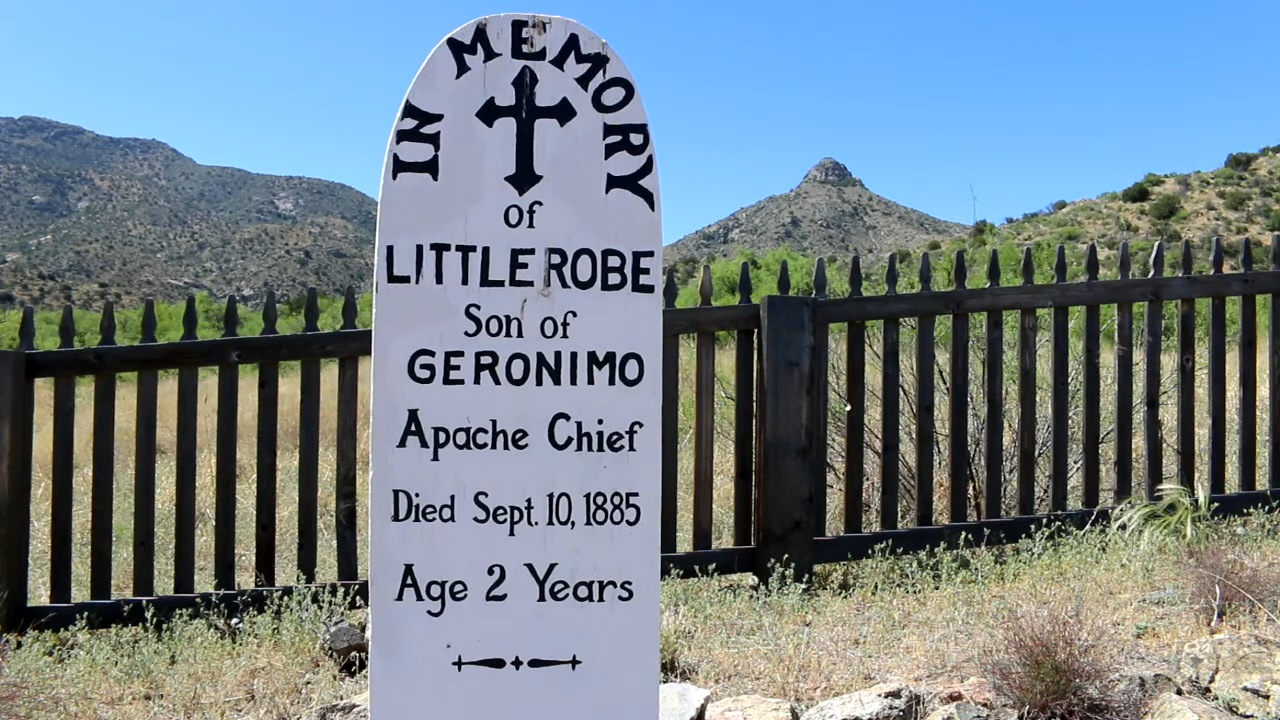 IN MEMORY
of
LITTLE ROBE
Son of
GERONIMO
Apache Chief
Died Sept. 10, 1885
Age 2 Years